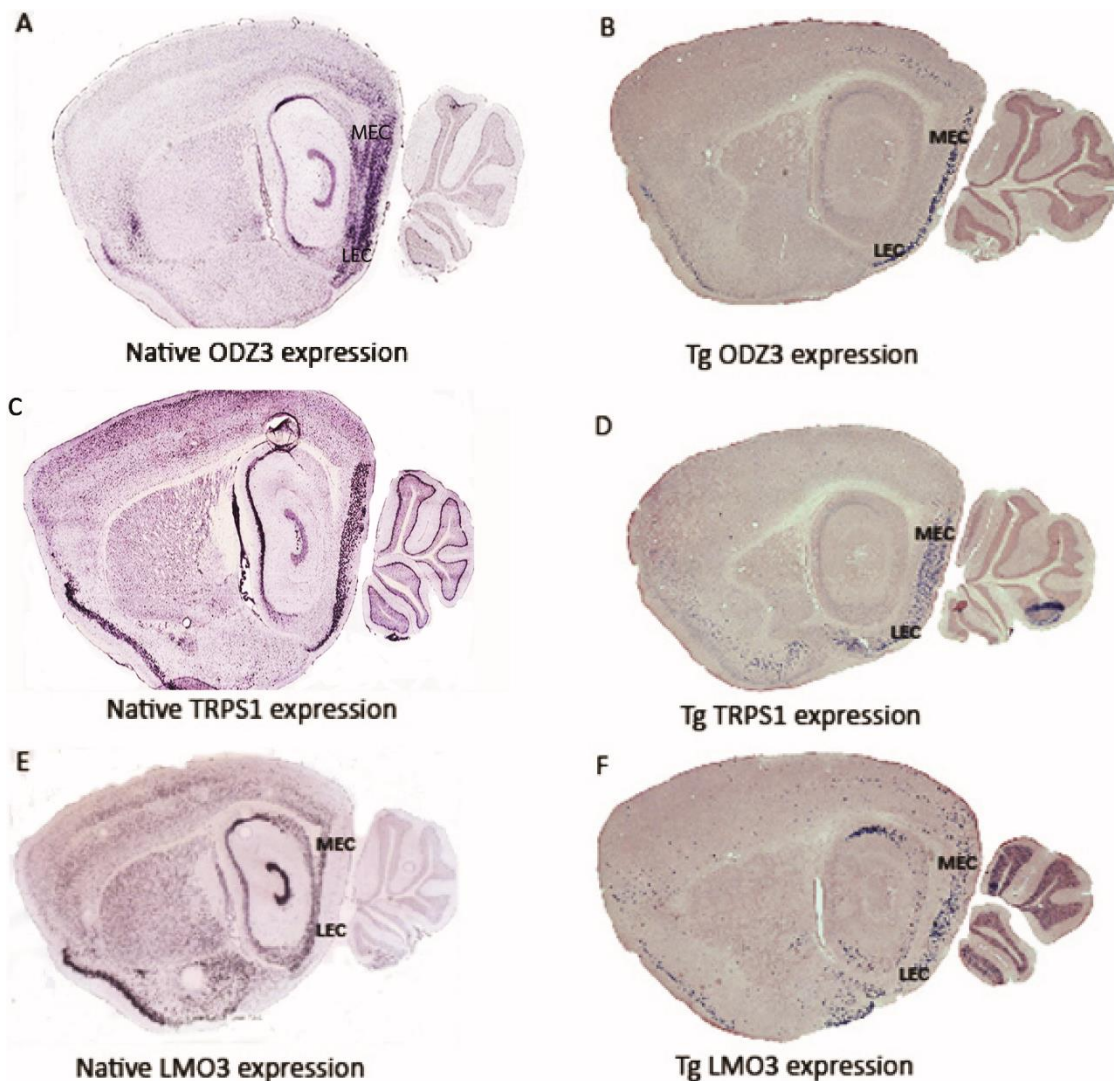 A
B
MEC
MEC
LEC
LEC
Native ODZ3 expression
Tg ODZ3 expression
C
D
MEC
LEC
Native TRPS1 expression
Tg TRPS1 expression
E
F
MEC
MEC
LEC
LEC
Native LMO3 expression
Tg LMO3 expression